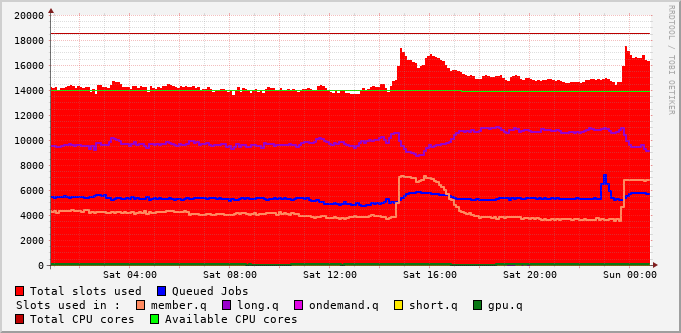 20000
18000
16000
14000
12000
10000
8000
6000
4000
2000
0
Sat 04:00 Sat 08:00 Sat 12:00 Sat 16:00 Sat 20:00 Sun 00:00
Total slots used Queued Jobs
Slots used in : member.q long.q ondemand.q short.q gpu.q
Total CPU cores Available CPU cores
RRDTOOL / TOBI OETIKER